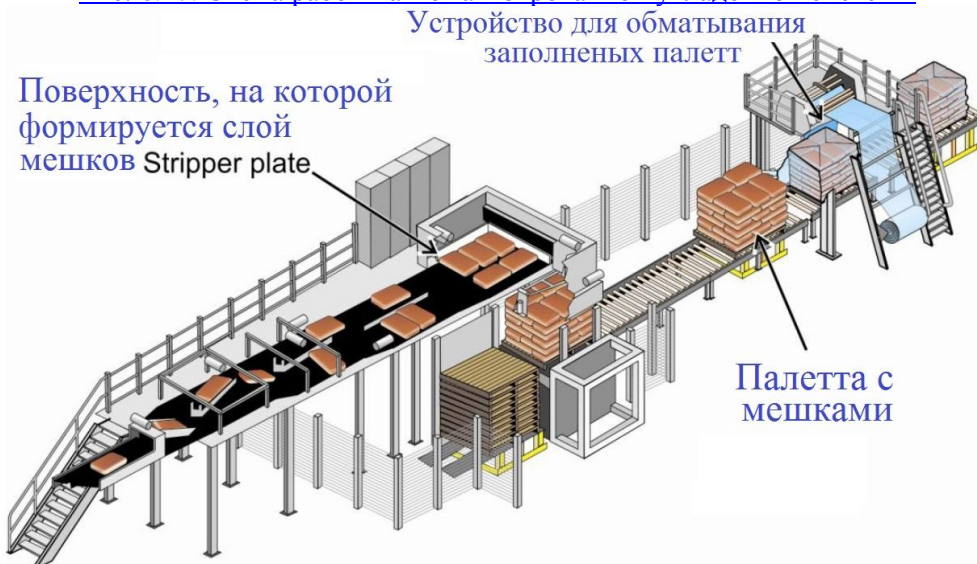 Устройство для обматывания
заполненых палетт
Поверхность, на которой
формируется слой
мешков Stripper plate
Палетта с
мешками